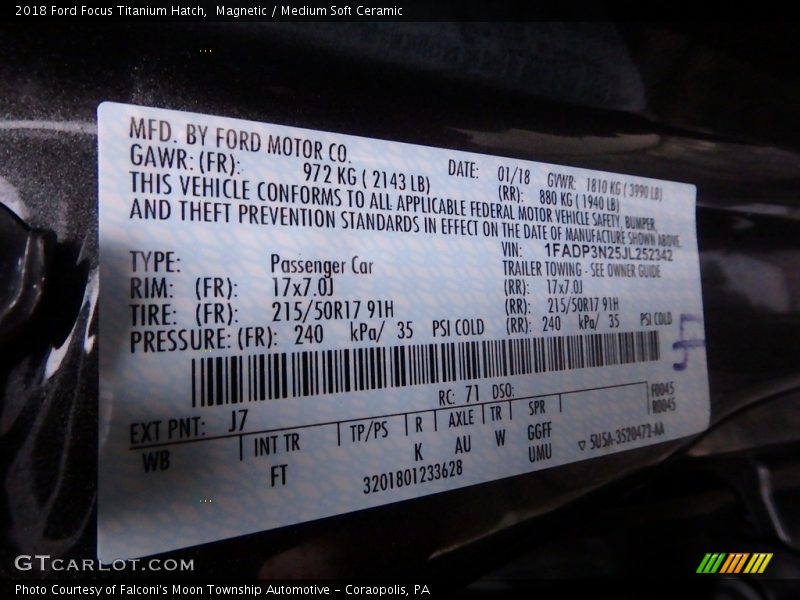 2018 Ford Focus Titanium Hatch,  Magnetic / Medium Soft Ceramic
MFD. BY FORD MOTOR CO.
DATE: 01/18 GVWR: 1810 KG ( 3990 LB)
GAWR: (FR): 972 KG ( 2143 LB) (RR): 880 KG ( 1940 LB)
THIS VEHICLE CONFORMS TO ALL APPLICABLE FEDERAL MOTOR VEHICLE SAFETY, BUMPER,
AND THEFT PREVENTION STANDARDS IN EFFECT ON THE DATE OF MANUFACTURE SHOWN ABOVE.
VIN: 1FADP3N25JL252342
TYPE: Passenger Car TRAILER TOWING - SEE OWNER GUIDE
RIM: (FR): 17x7.0J (RR): 17x7.0J
TIRE: (FR): 215/50R17 91H (RR): 215/50R17 91H
PRESSURE: (FR): 240 kPa/ 35 PSI COLD (RR): 240 kPa/ 35 PSI COLD
EXT PNT: J7 RC: 71 DSO: F0045
R0045
WB INT TR TP/PS R AXLE TR SPR
FT K AU W GGFF
UMU
3201801233628 5U5A-3520472-AA
GTCARLOT.COM
Photo Courtesy of Falconi's Moon Township Automotive - Coraopolis, PA